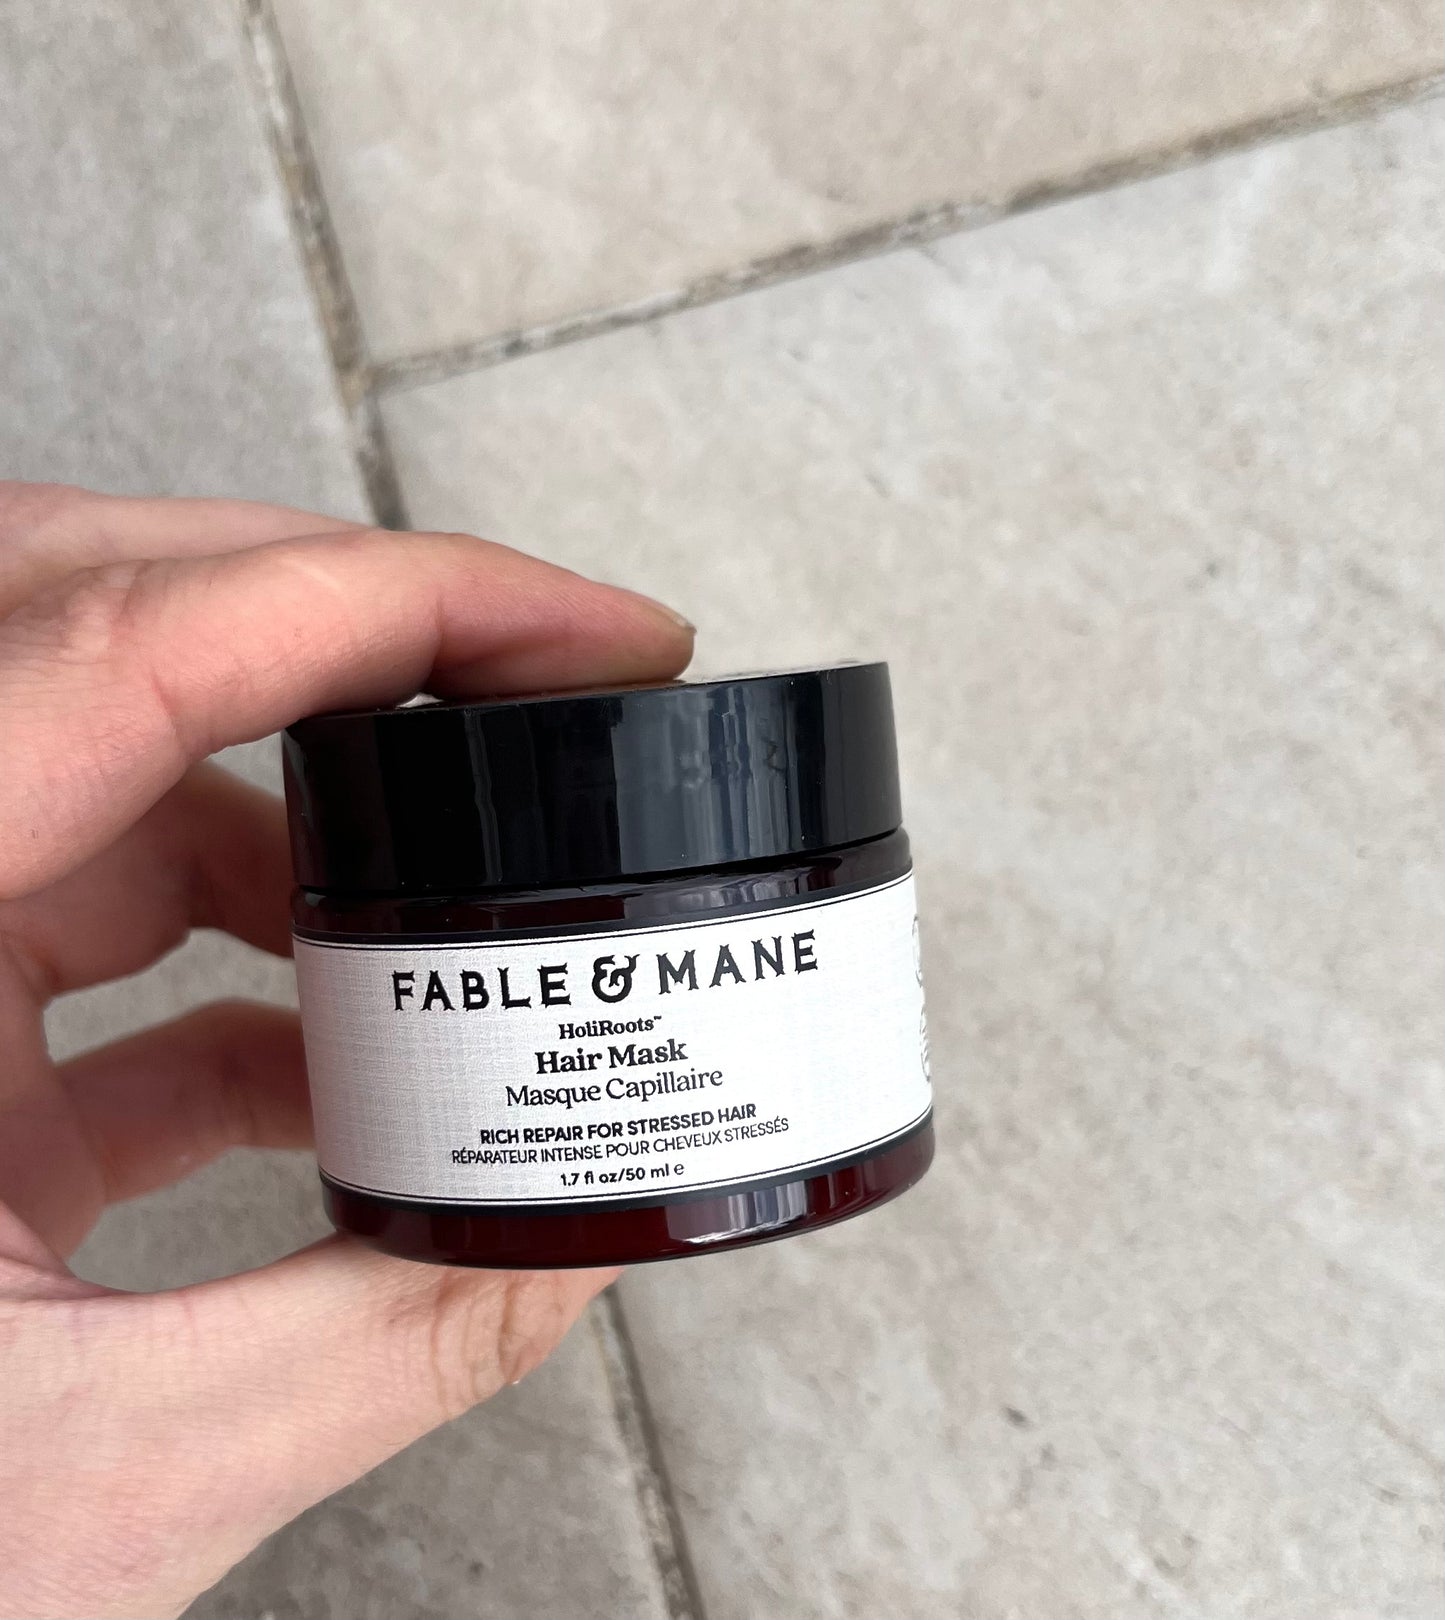 FABLE & MANE
HoliRoots™
Hair Mask
Masque Capillaire
RICH REPAIR FOR STRESSED HAIR
RÉPARATEUR INTENSE POUR CHEVEUX STRESSÉS
1.7 fl oz/50 ml ℮